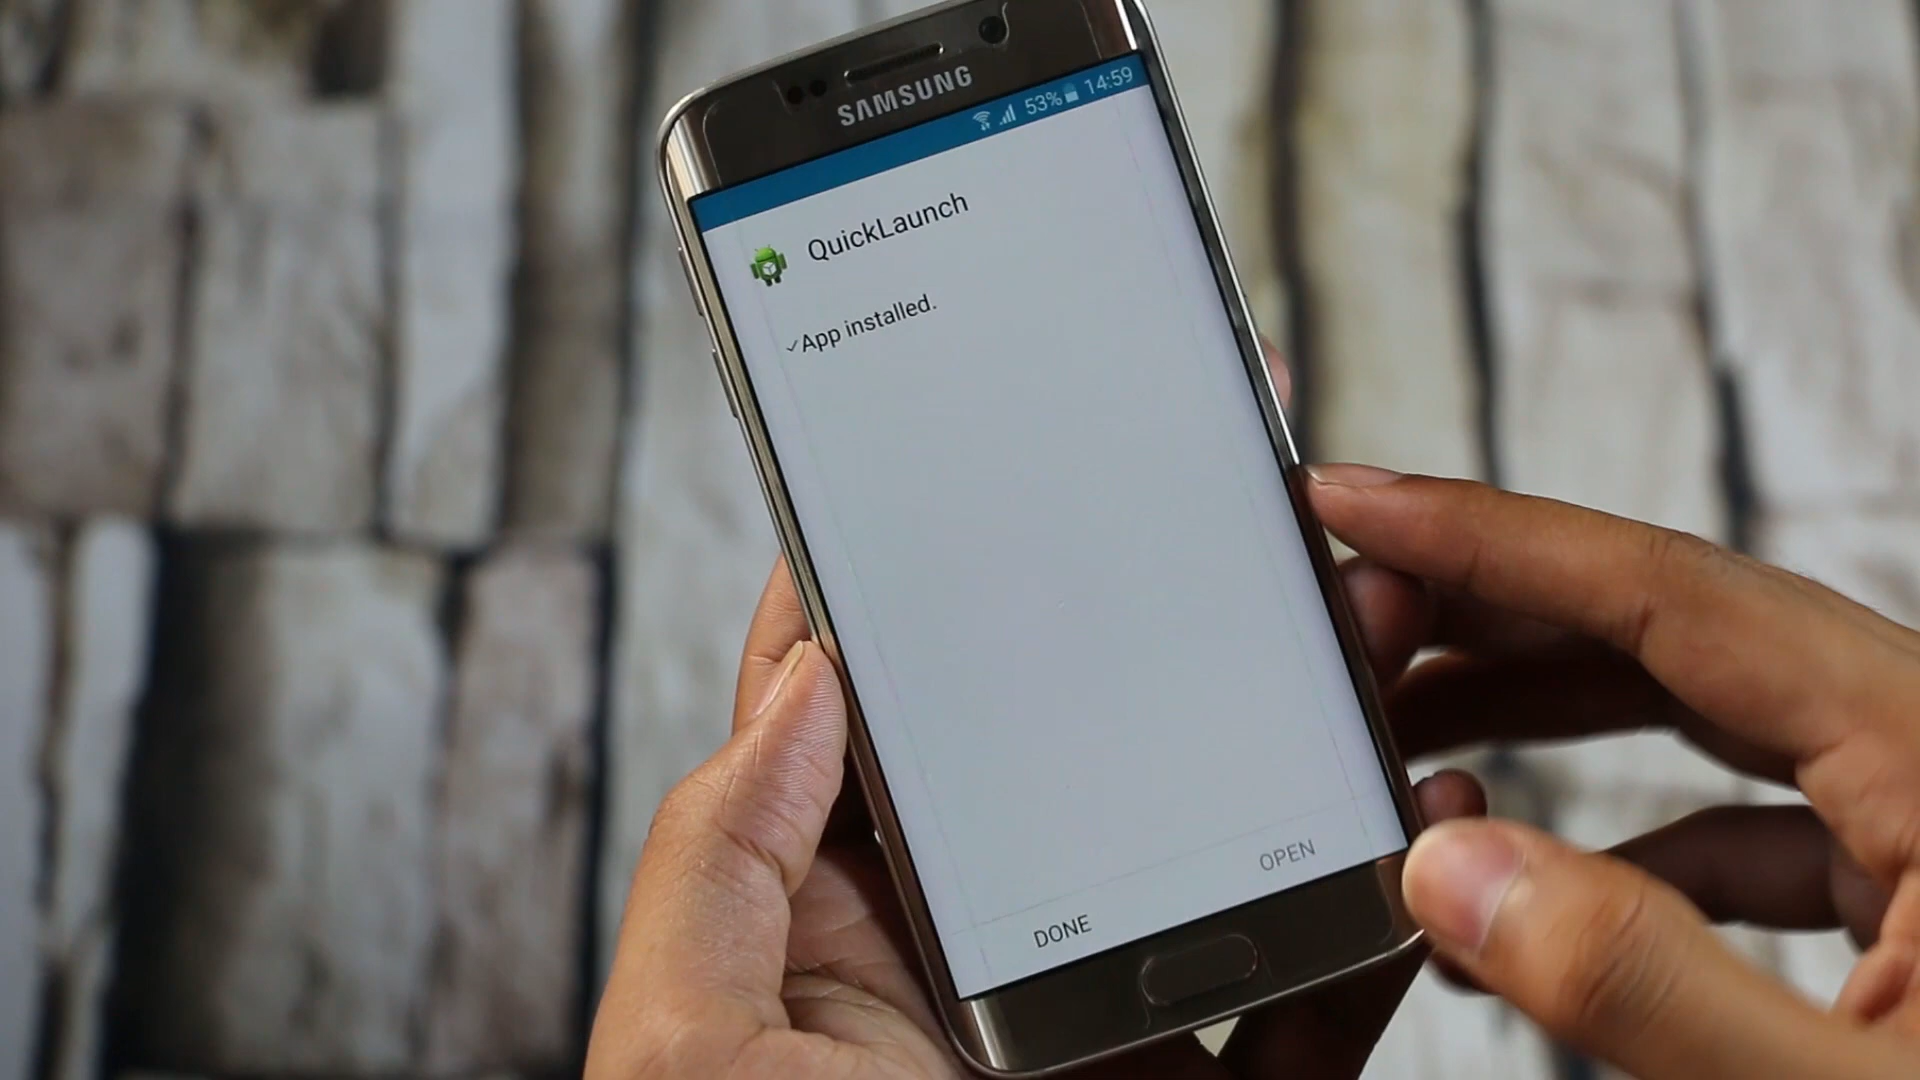 SAMSUNG
53% 14:59
QuickLaunch
✓App installed.
OPEN
DONE